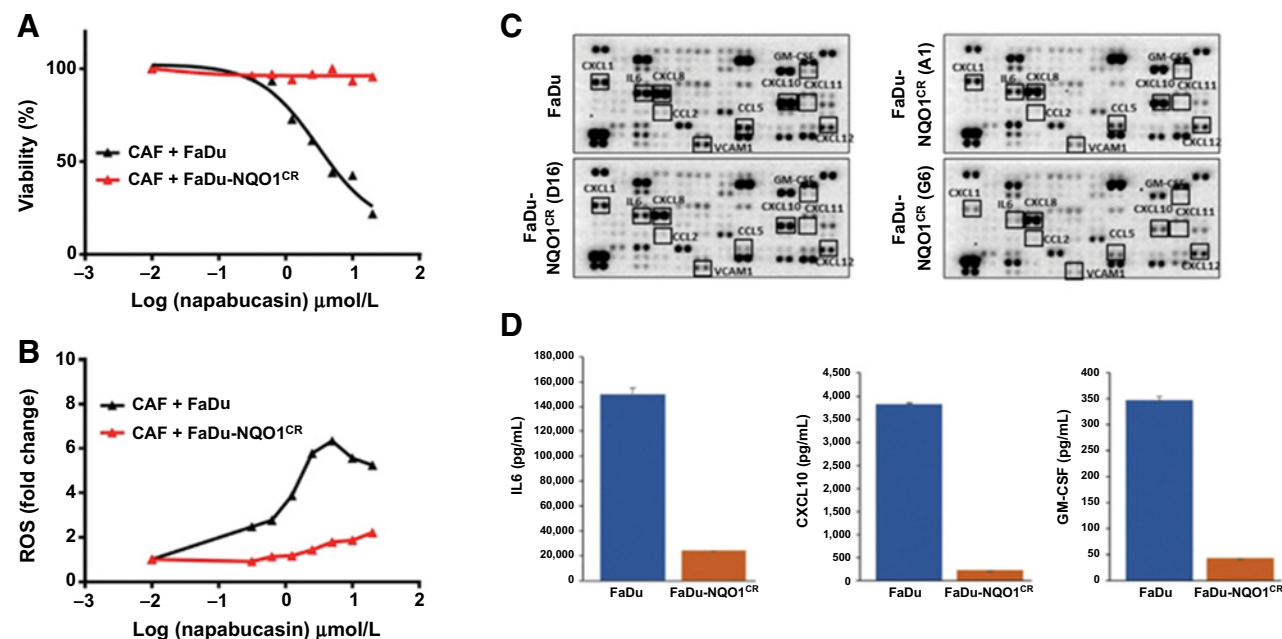 A
100
50
0
Viability (%)
CAF + FaDu
CAF + FaDu-NQO1ᶜᴿ
−3 −2 −1 0 1 2
Log (napabucasin) μmol/L
B
10
8
6
4
2
0
ROS (fold change)
CAF + FaDu
CAF + FaDu-NQO1ᶜᴿ
−3 −2 −1 0 1 2
Log (napabucasin) μmol/L
C
FaDu
CXCL1
IL6 CXCL8
CCL2
GM-CSF
CXCL10 CXCL11
CCL5
CXCL12
VCAM1
FaDu-
NQO1ᶜᴿ (A1)
CXCL1
IL6 CXCL8
CCL2
GM-CSF
CXCL10 CXCL11
CCL5
CXCL12
VCAM1
FaDu-
NQO1ᶜᴿ (D16)
CXCL1
IL6 CXCL8
CCL2
GM-CSF
CXCL10 CXCL11
CCL5
CXCL12
VCAM1
FaDu-
NQO1ᶜᴿ (G6)
CXCL1
IL6 CXCL8
CCL2
GM-CSF
CXCL10 CXCL11
CCL5
CXCL12
VCAM1
D
180,000
160,000
140,000
120,000
100,000
80,000
60,000
40,000
20,000
0
IL6 (pg/mL)
FaDu FaDu-NQO1ᶜᴿ
4,500
4,000
3,500
3,000
2,500
2,000
1,500
1,000
500
0
CXCL10 (pg/mL)
FaDu FaDu-NQO1ᶜᴿ
400
350
300
250
200
150
100
50
0
GM-CSF (pg/mL)
FaDu FaDu-NQO1ᶜᴿ